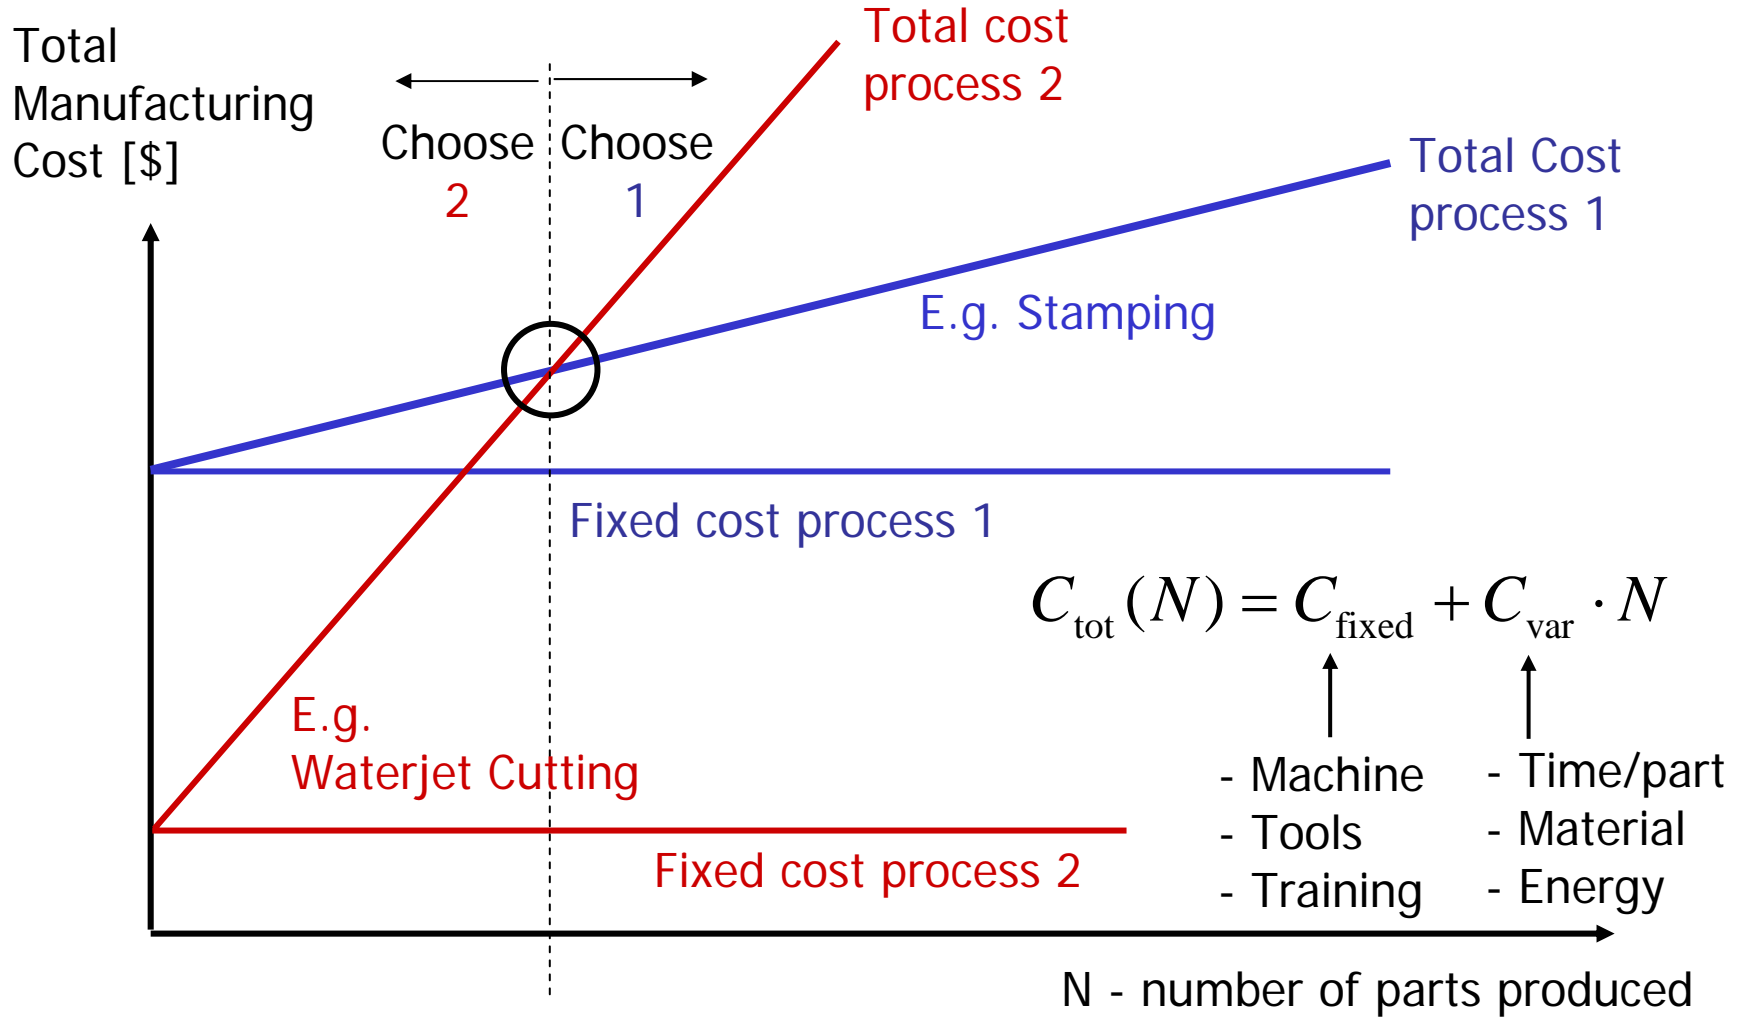 Total
Manufacturing
Cost [$]
Choose
2
Choose
1
Total cost
process 2
Total Cost
process 1
E.g. Stamping
Fixed cost process 1
C_tot (N) = C_fixed + C_var · N
E.g.
Waterjet Cutting
- Machine
- Tools
- Training
- Time/part
- Material
- Energy
Fixed cost process 2
N - number of parts produced